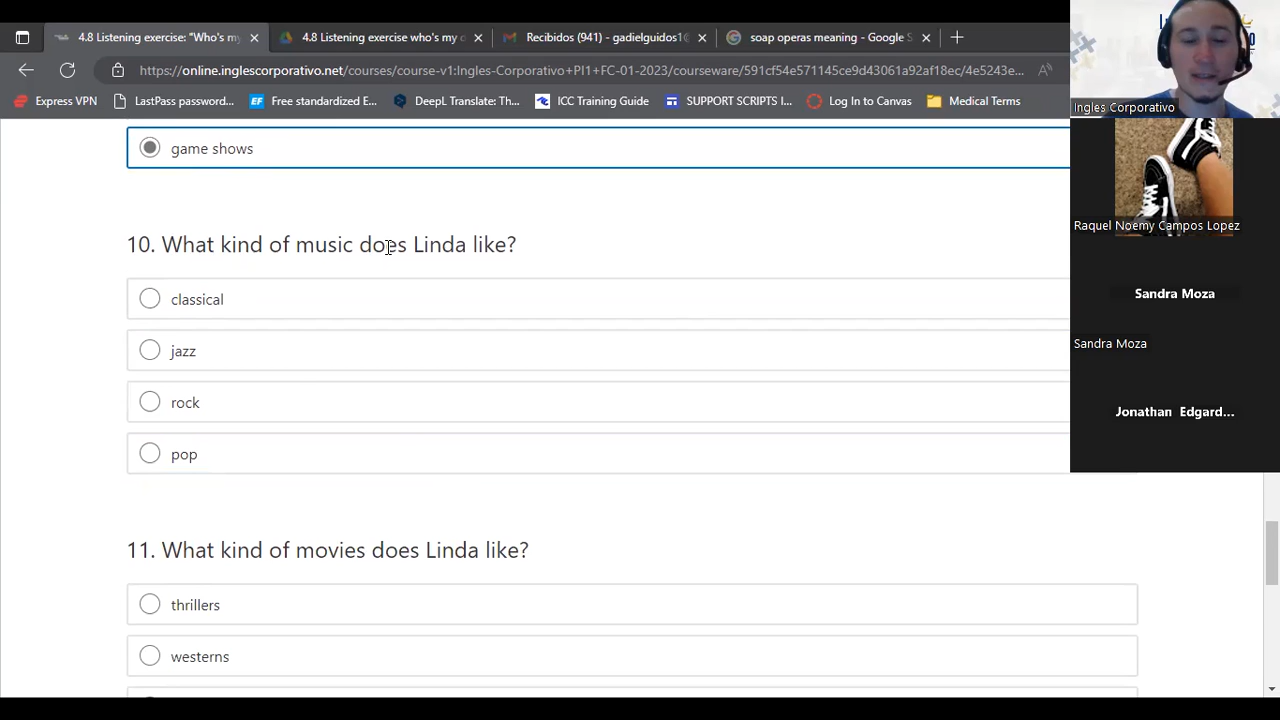 4.8 Listening exercise: "Who's my
4.8 Listening exercise who's my d
Recibidos (941) - gadielguidos1@
soap operas meaning - Google S
https://online.inglescorporativo.net/courses/course-v1:Ingles-Corporativo+PI1+FC-01-2023/courseware/591cf54e571145ce9d43061a92af18ec/4e5243e...
Express VPN
LastPass password...
EF Free standardized E...
DeepL Translate: Th...
ICC Training Guide
SUPPORT SCRIPTS I...
Log In to Canvas
Medical Terms
game shows
10. What kind of music does Linda like?
classical
jazz
rock
pop
11. What kind of movies does Linda like?
thrillers
westerns
Ingles Corporativo
Raquel Noemy Campos Lopez
Sandra Moza
Sandra Moza
Jonathan Edgard...